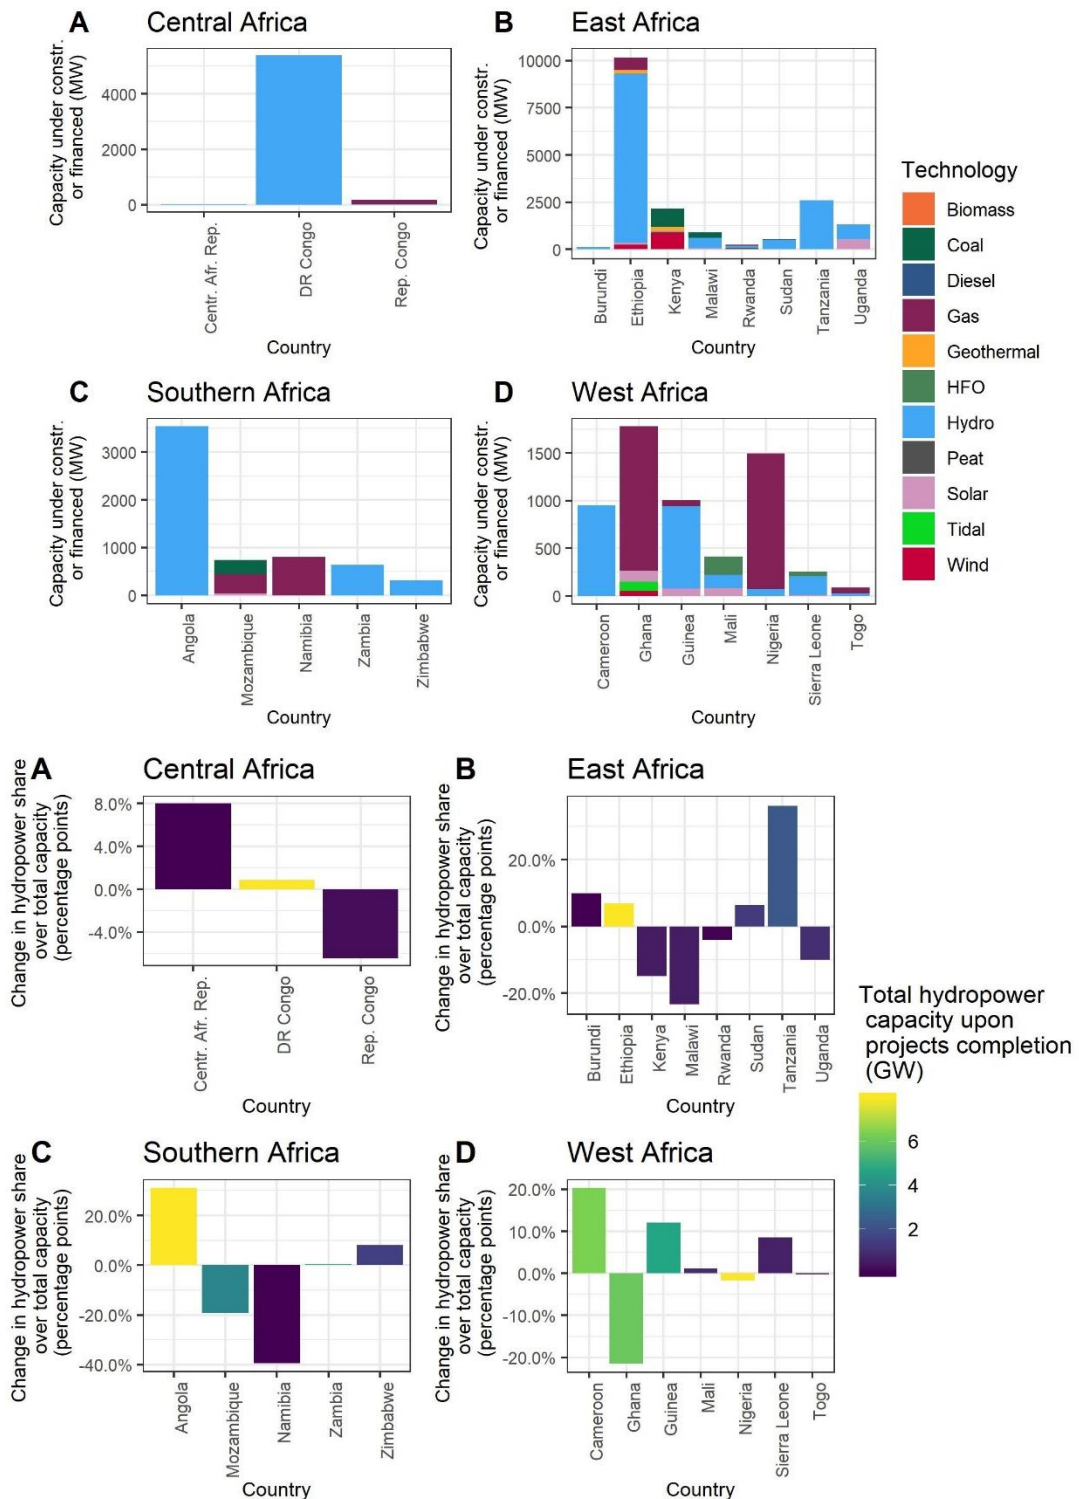 A Central Africa
Capacity under constr.
or financed (MW)
4000
2000
0
Centr. Afr. Rep.
DR Congo
Rep. Congo
Country
B East Africa
Capacity under constr.
or financed (MW)
10000
7500
5000
2500
0
Burundi
Ethiopia
Kenya
Malawi
Rwanda
Sudan
Tanzania
Uganda
Country
C Southern Africa
Capacity under constr.
or financed (MW)
3000
2000
1000
0
Angola
Mozambique
Namibia
Zambia
Zimbabwe
Country
D West Africa
Capacity under constr.
or financed (MW)
1500
1000
500
0
Cameroon
Ghana
Guinea
Mali
Nigeria
Sierra Leone
Togo
Country
Technology
Biomass
Coal
Diesel
Gas
Geothermal
HFO
Hydro
Peat
Solar
Tidal
Wind
A Central Africa
Change in hydropower share
over total capacity
(percentage points)
8.0%
4.0%
0.0%
-4.0%
Centr. Afr. Rep.
DR Congo
Rep. Congo
Country
B East Africa
Change in hydropower share
over total capacity
(percentage points)
20.0%
0.0%
-20.0%
Burundi
Ethiopia
Kenya
Malawi
Rwanda
Sudan
Tanzania
Uganda
Country
C Southern Africa
Change in hydropower share
over total capacity
(percentage points)
20.0%
0.0%
-20.0%
-40.0%
Angola
Mozambique
Namibia
Zambia
Zimbabwe
Country
D West Africa
Change in hydropower share
over total capacity
(percentage points)
20.0%
10.0%
0.0%
-10.0%
-20.0%
Cameroon
Ghana
Guinea
Mali
Nigeria
Sierra Leone
Togo
Country
Total hydropower
capacity upon
projects completion
(GW)
6
4
2